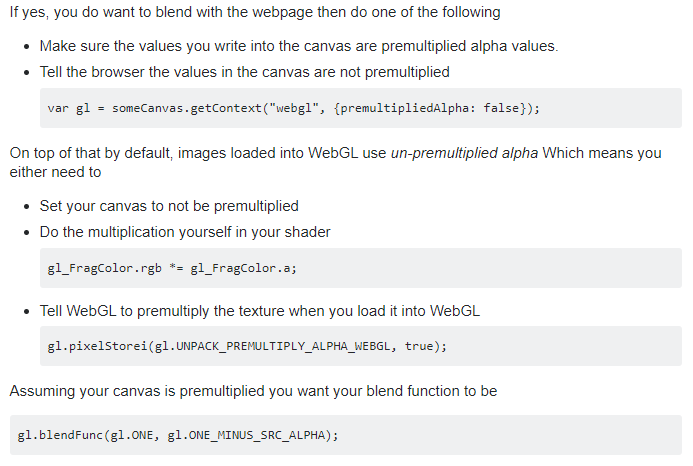 If yes, you do want to blend with the webpage then do one of the following
• Make sure the values you write into the canvas are premultiplied alpha values.
• Tell the browser the values in the canvas are not premultiplied
var gl = someCanvas.getContext("webgl", {premultipliedAlpha: false});
On top of that by default, images loaded into WebGL use un-premultiplied alpha Which means you
either need to
• Set your canvas to not be premultiplied
• Do the multiplication yourself in your shader
gl_FragColor.rgb *= gl_FragColor.a;
• Tell WebGL to premultiply the texture when you load it into WebGL
gl.pixelStorei(gl.UNPACK_PREMULTIPLY_ALPHA_WEBGL, true);
Assuming your canvas is premultiplied you want your blend function to be
gl.blendFunc(gl.ONE, gl.ONE_MINUS_SRC_ALPHA);